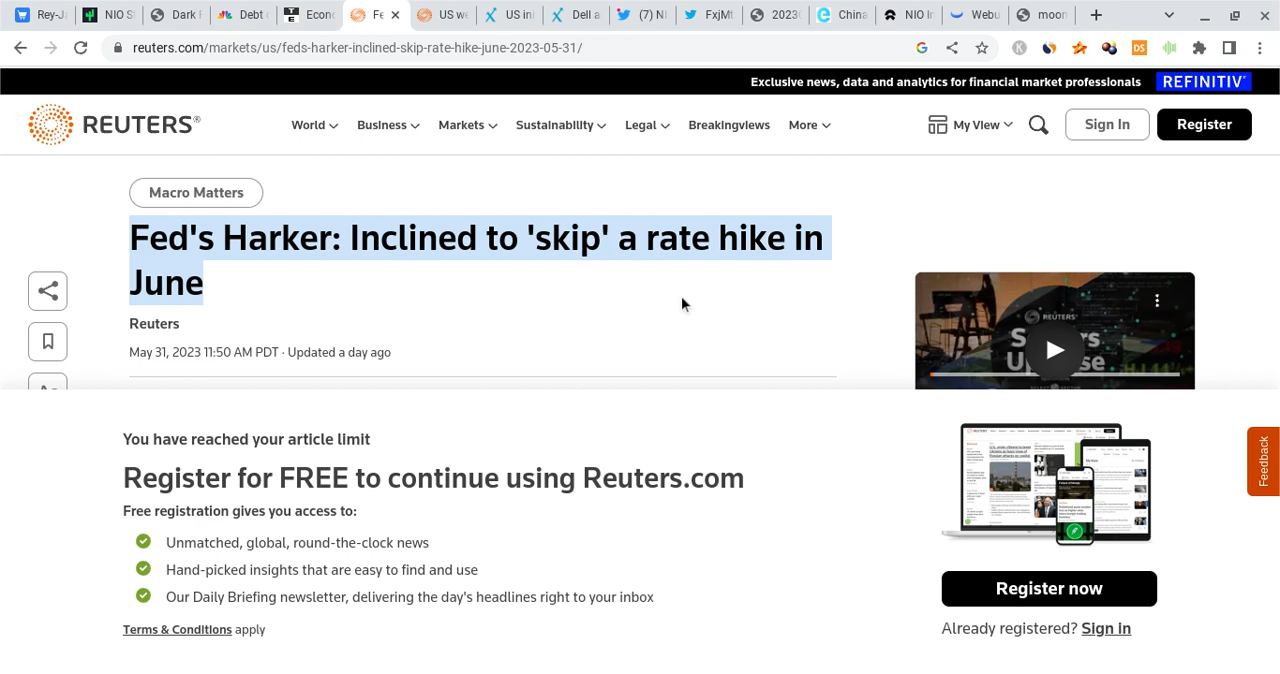 Rey-Ja
NIO S
Dark
Debt
Econ
Fe
US we
US in
Dell a
(7) NI
FxjMt
2023
China
NIO In
Webu
moon
reuters.com/markets/us/feds-harker-inclined-skip-rate-hike-june-2023-05-31/
Exclusive news, data and analytics for financial market professionals REFINITIV
REUTERS® World Business Markets Sustainability Legal Breakingviews More My View Sign In Register
Macro Matters
Fed's Harker: Inclined to 'skip' a rate hike in
June
Reuters
May 31, 2023 11:50 AM PDT · Updated a day ago
REUTERS
You have reached your article limit
Register for FREE to continue using Reuters.com
Free registration gives you access to:
Unmatched, global, round-the-clock news
Hand-picked insights that are easy to find and use
Our Daily Briefing newsletter, delivering the day's headlines right to your inbox
Terms & Conditions apply
Register now
Already registered? Sign in
Feedback